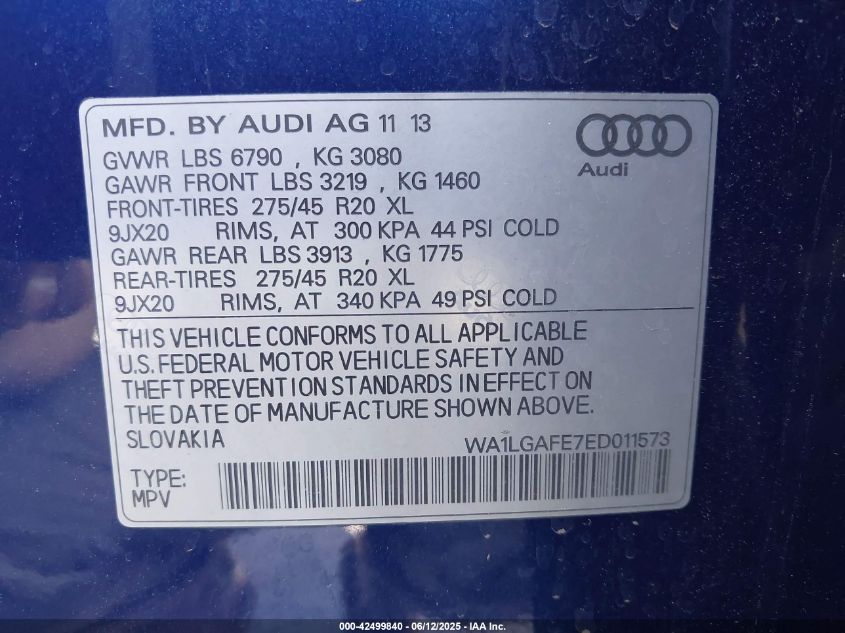 MFD. BY AUDI AG 11 13
GVWR LBS 6790 , KG 3080
GAWR FRONT LBS 3219 , KG 1460
FRONT-TIRES 275/45 R20 XL
9JX20 RIMS, AT 300 KPA 44 PSI COLD
GAWR REAR LBS 3913 , KG 1775
REAR-TIRES 275/45 R20 XL
9JX20 RIMS, AT 340 KPA 49 PSI COLD
Audi
THIS VEHICLE CONFORMS TO ALL APPLICABLE
U.S. FEDERAL MOTOR VEHICLE SAFETY AND
THEFT PREVENTION STANDARDS IN EFFECT ON
THE DATE OF MANUFACTURE SHOWN ABOVE.
SLOVAKIA WA1LGAFE7ED011573
TYPE:
MPV
000-42499840 - 06/12/2025 - IAA Inc.